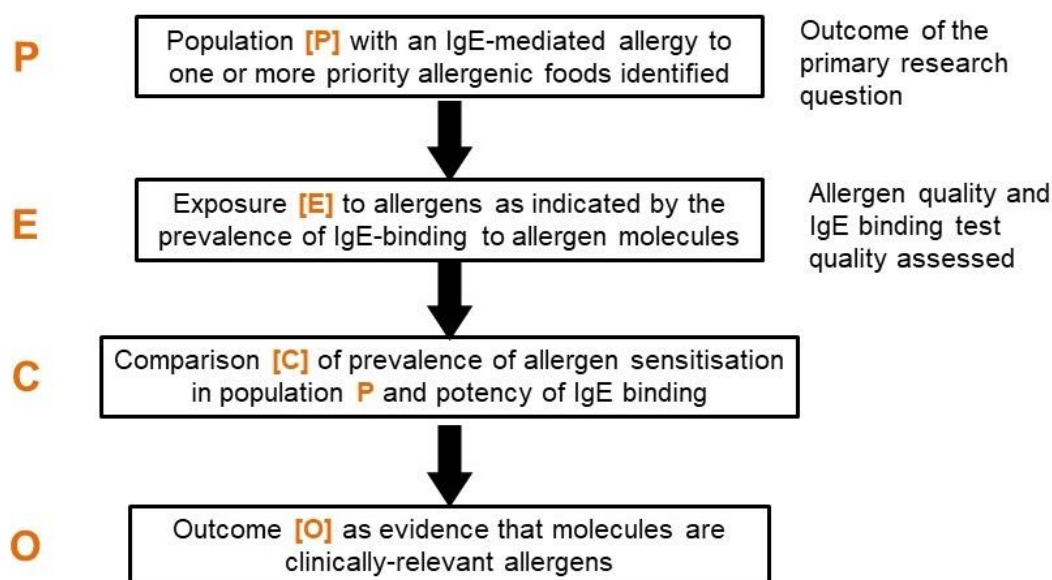 P
Population [P] with an IgE-mediated allergy to
one or more priority allergenic foods identified
Outcome of the
primary research
question
E
Exposure [E] to allergens as indicated by the
prevalence of IgE-binding to allergen molecules
Allergen quality and
IgE binding test
quality assessed
C
Comparison [C] of prevalence of allergen sensitisation
in population P and potency of IgE binding
O
Outcome [O] as evidence that molecules are
clinically-relevant allergens